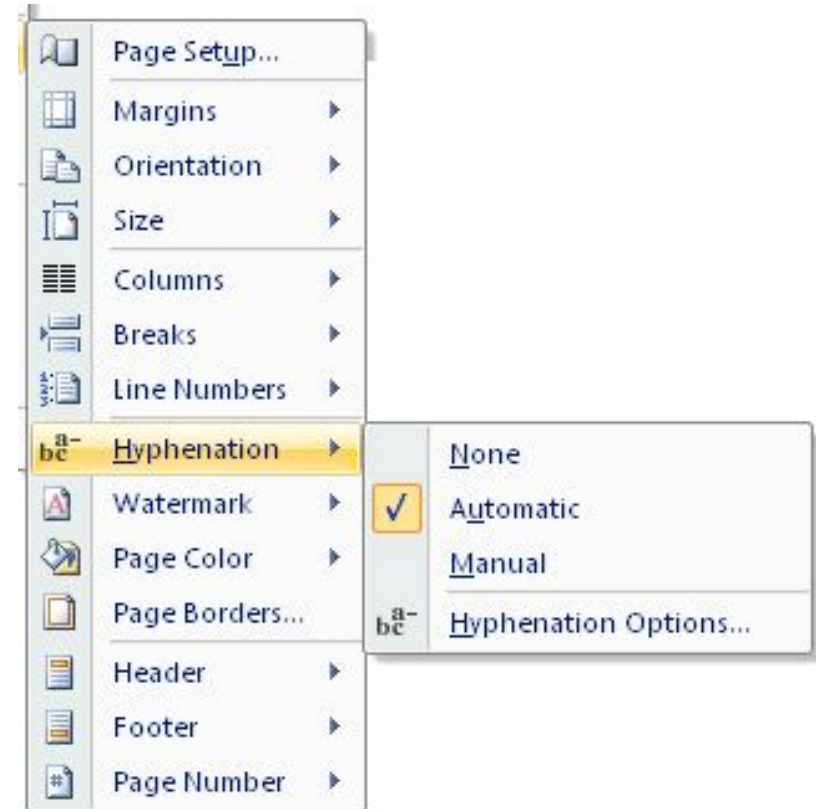 Page Setup...
Margins
Orientation
Size
Columns
Breaks
Line Numbers
Hyphenation
Watermark
Page Color
Page Borders...
Header
Footer
Page Number
None
Automatic
Manual
Hyphenation Options...